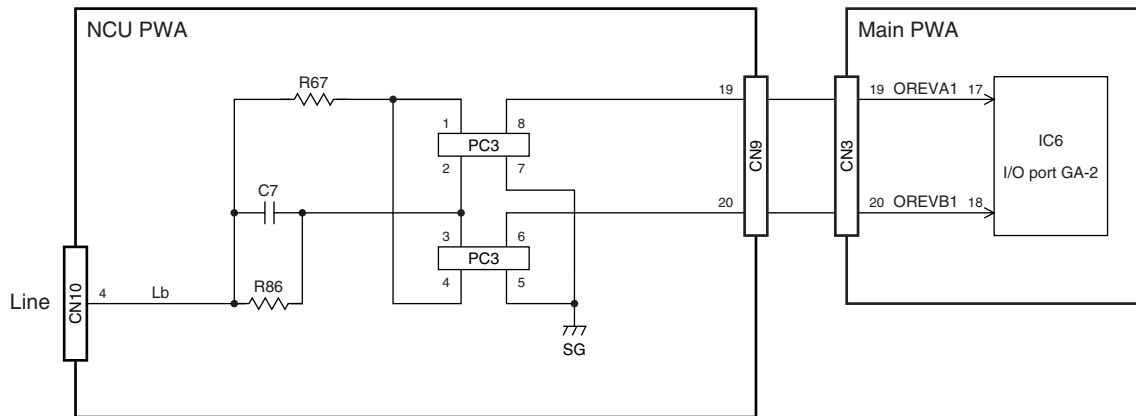 NCU PWA
Main PWA
R67
19
19 OREVA1 17
1
8
PC3
2
7
IC6
I/O port GA-2
CN9
CN3
C7
20
20 OREVB1 18
3
6
PC3
4
5
Line
CN10
4
Lb
R86
SG